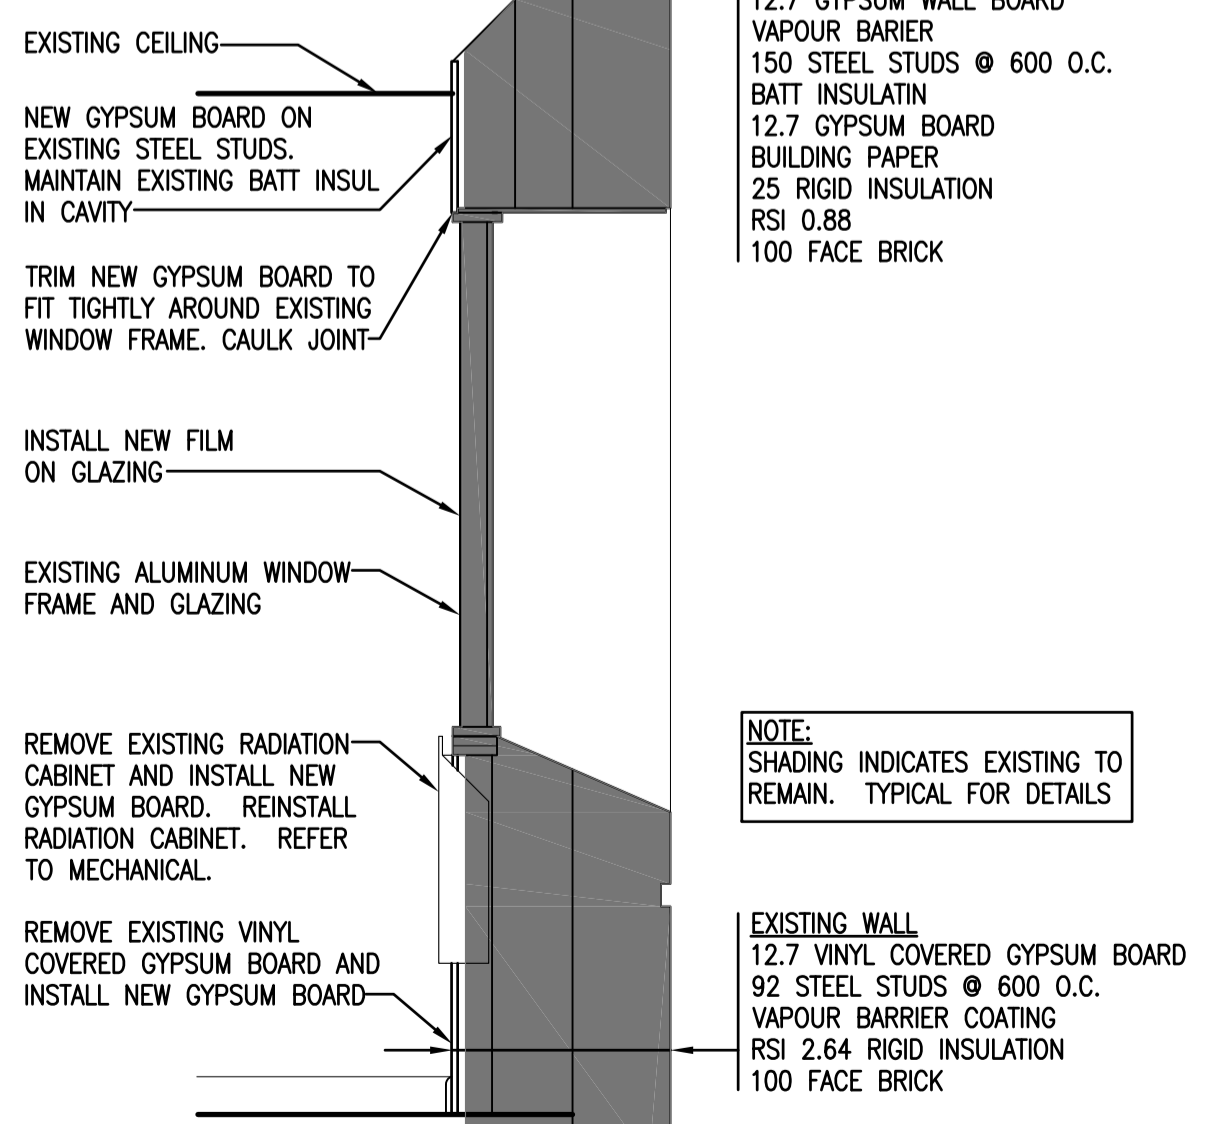 EXISTING CEILING
NEW GYPSUM BOARD ON
EXISTING STEEL STUDS.
MAINTAIN EXISTING BATT INSUL
IN CAVITY
TRIM NEW GYPSUM BOARD TO
FIT TIGHTLY AROUND EXISTING
WINDOW FRAME. CAULK JOINT
INSTALL NEW FILM
ON GLAZING
EXISTING ALUMINUM WINDOW
FRAME AND GLAZING
REMOVE EXISTING RADIATION
CABINET AND INSTALL NEW
GYPSUM BOARD. REINSTALL
RADIATION CABINET. REFER
TO MECHANICAL.
REMOVE EXISTING VINYL
COVERED GYPSUM BOARD AND
INSTALL NEW GYPSUM BOARD
12.7 GYPSUM WALL BOARD
VAPOUR BARIER
150 STEEL STUDS @ 600 O.C.
BATT INSULATIN
12.7 GYPSUM BOARD
BUILDING PAPER
25 RIGID INSULATION
RSI 0.88
100 FACE BRICK
NOTE:
SHADING INDICATES EXISTING TO
REMAIN. TYPICAL FOR DETAILS
EXISTING WALL
12.7 VINYL COVERED GYPSUM BOARD
92 STEEL STUDS @ 600 O.C.
VAPOUR BARRIER COATING
RSI 2.64 RIGID INSULATION
100 FACE BRICK